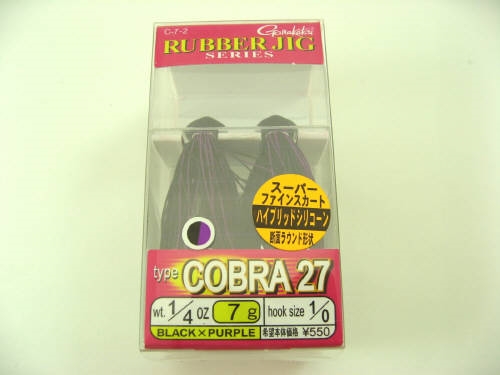 C-7-2
Gamakatsu
RUBBER JIG
SERIES
スーパー
ファインスカート
ハイブリッドシリコーン
断面ラウンド形状
type COBRA 27
wt. 1/4 oz 7g hook size 1/0
BLACK×PURPLE 希望本体価格 ¥550